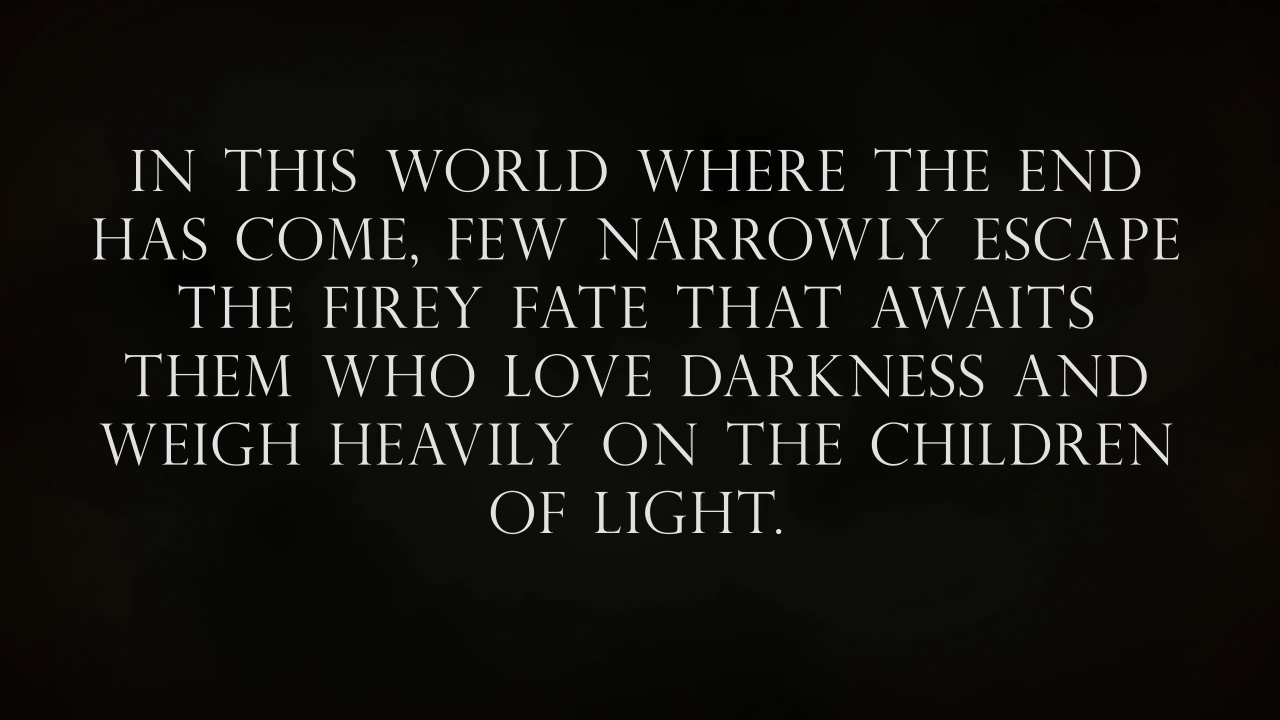 IN THIS WORLD WHERE THE END
HAS COME, FEW NARROWLY ESCAPE
THE FIREY FATE THAT AWAITS
THEM WHO LOVE DARKNESS AND
WEIGH HEAVILY ON THE CHILDREN
OF LIGHT.